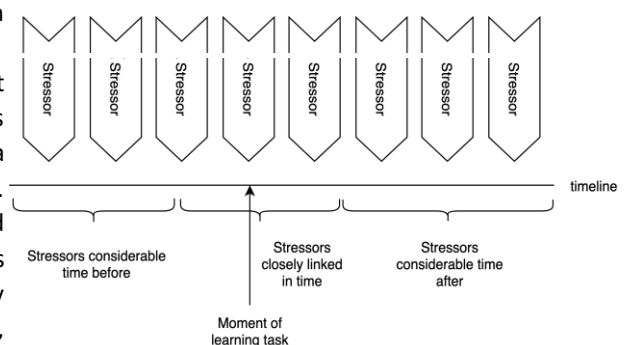 Stressor
Stressor
Stressor
Stressor
Stressor
Stressor
Stressor
Stressor
timeline
Stressors considerable
time before
Stressors
closely linked
in time
Stressors
considerable time
after
Moment of
learning task